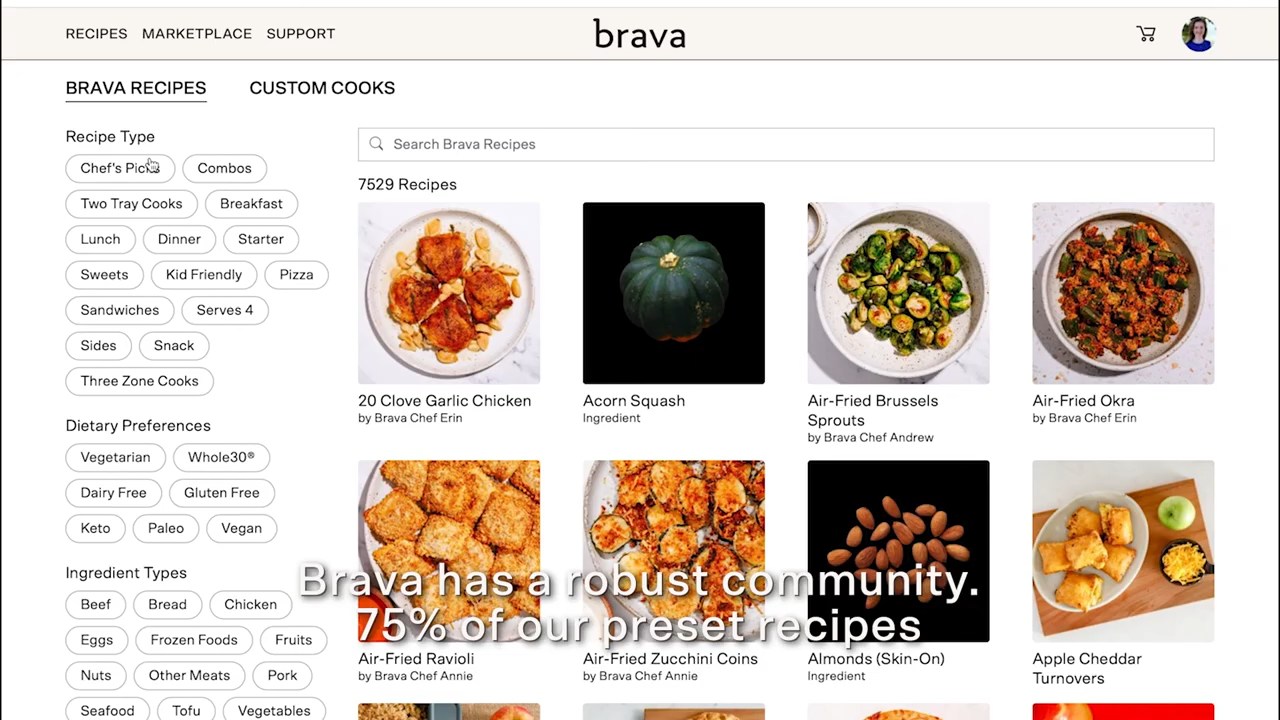 RECIPES MARKETPLACE SUPPORT
brava
BRAVA RECIPES CUSTOM COOKS
Recipe Type
Chef's Picks Combos
Two Tray Cooks Breakfast
Lunch Dinner Starter
Sweets Kid Friendly Pizza
Sandwiches Serves 4
Sides Snack
Three Zone Cooks
Dietary Preferences
Vegetarian Whole30®
Dairy Free Gluten Free
Keto Paleo Vegan
Ingredient Types
Beef Bread Chicken
Eggs Frozen Foods Fruits
Nuts Other Meats Pork
Seafood Tofu Vegetables
Search Brava Recipes
7529 Recipes
20 Clove Garlic Chicken
by Brava Chef Erin
Acorn Squash
Ingredient
Air-Fried Brussels
Sprouts
by Brava Chef Andrew
Air-Fried Okra
by Brava Chef Erin
Air-Fried Ravioli
by Brava Chef Annie
Air-Fried Zucchini Coins
by Brava Chef Annie
Almonds (Skin-On)
Ingredient
Apple Cheddar
Turnovers
Brava has a robust community.
75% of our preset recipes